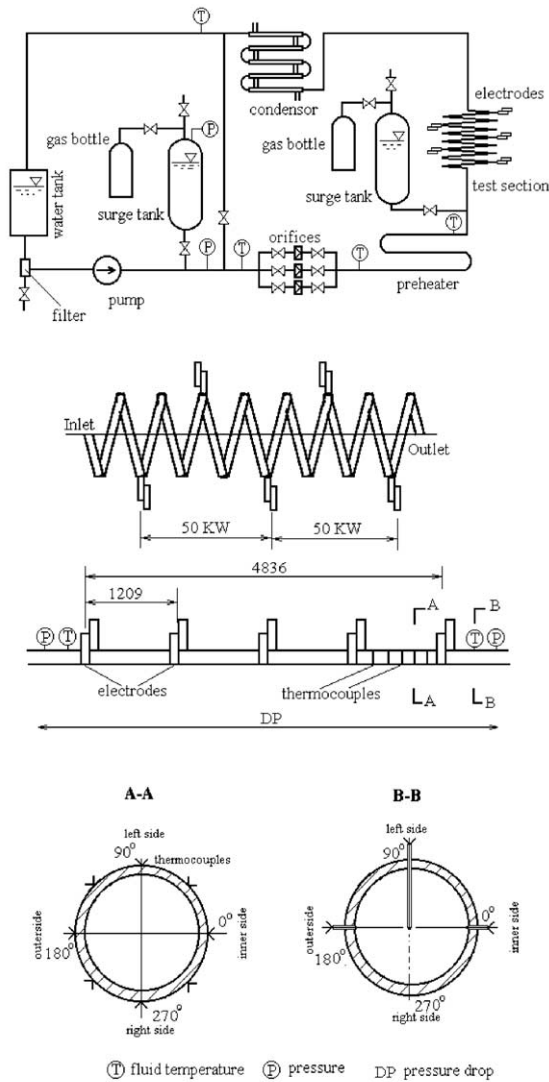 T
condensor
electrodes
gas bottle
P
gas bottle
water tank
surge tank
surge tank
test section
T
orifices
P
T
T
filter
pump
preheater
Inlet
Outlet
50 KW
50 KW
4836
1209
A
B
P
T
T
P
electrodes
thermocouples
A
B
DP
A-A
B-B
left side
90°
thermocouples
outerside
180°
0°
inner side
270°
right side
left side
90°
outerside
180°
0°
inner side
270°
right side
T fluid temperature P pressure DP pressure drop